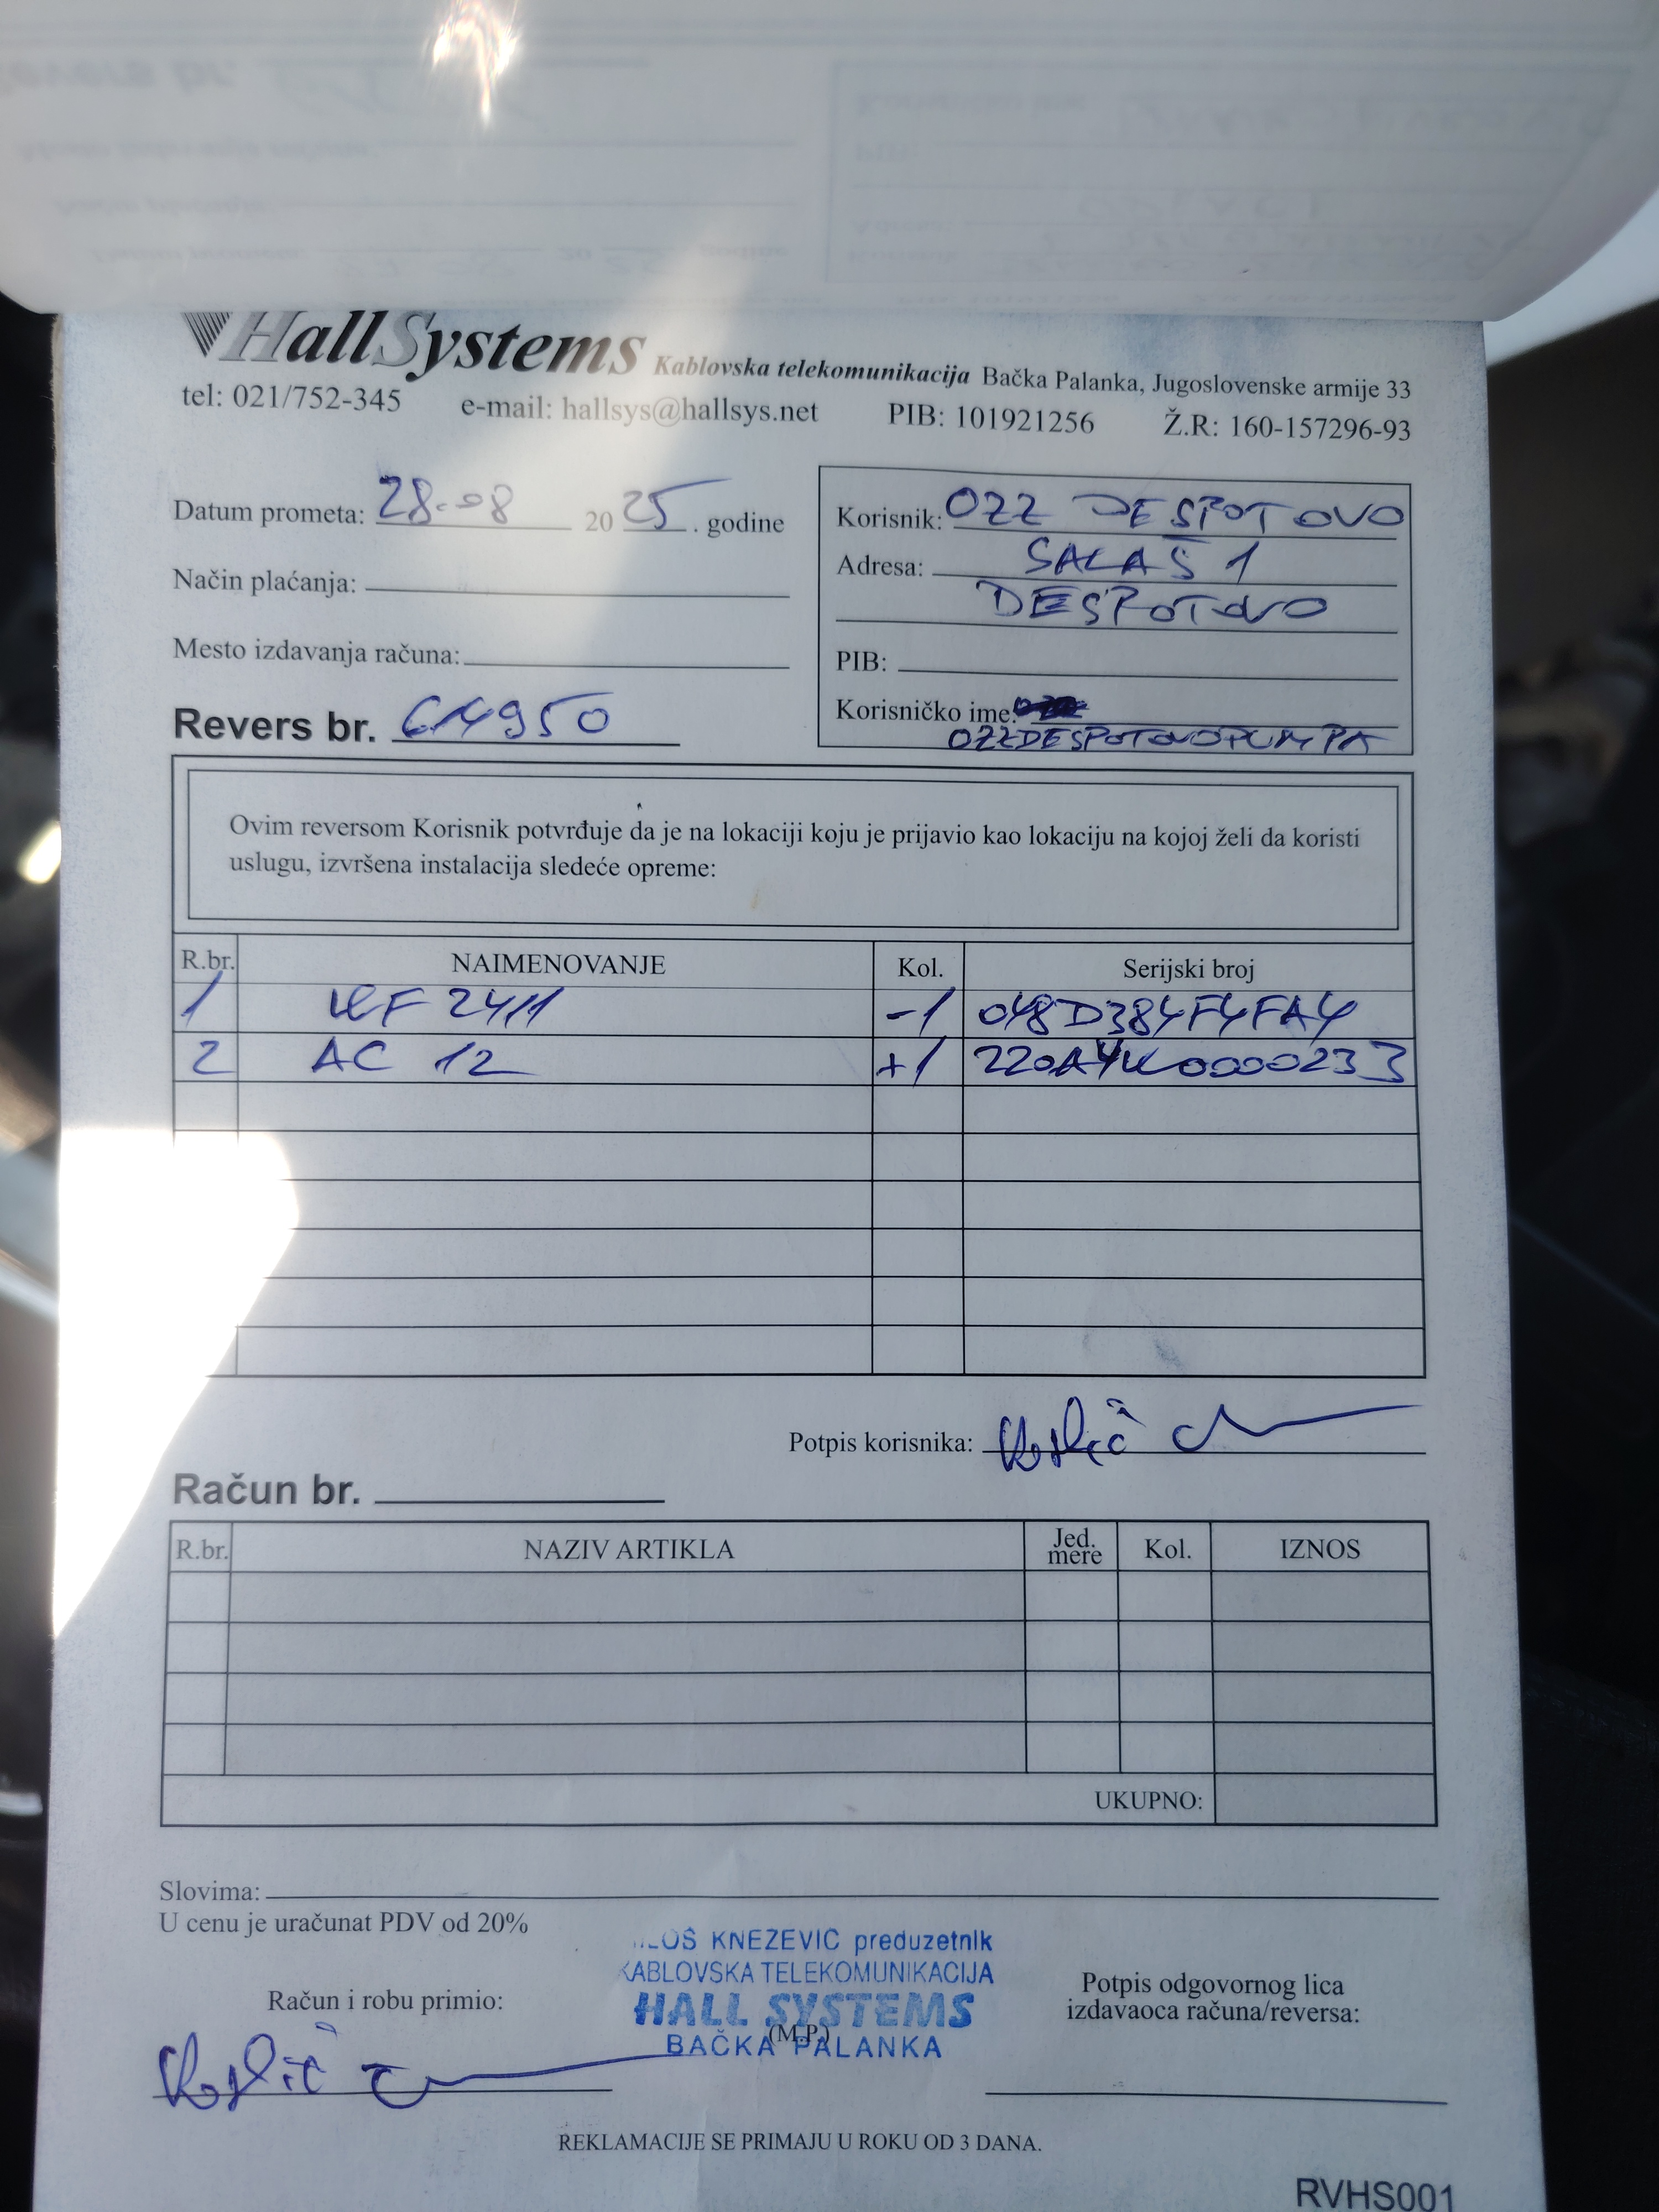 HallSystems Kablovska telekomunikacija Bačka Palanka, Jugoslovenske armije 33
tel: 021/752-345 e-mail: hallsys@hallsys.net PIB: 101921256 Ž.R: 160-157296-93
Datum prometa: 28.08 2025. godine
Način plaćanja:
Mesto izdavanja računa:
Revers br. 614950
Korisnik: OZZ DESPOTOVO
Adresa: SALAŠ 1
DESPOTOVO
PIB:
Korisničko ime:
OZZDESPOTOVOPUMPA
Ovim reversom Korisnik potvrđuje da je na lokaciji koju je prijavio kao lokaciju na kojoj želi da koristi
uslugu, izvršena instalacija sledeće opreme:
R.br. NAIMENOVANJE Kol. Serijski broj
1 -1 048D384F4FA4
2 AC 12 +1 220A4K0000233
Potpis korisnika:
Račun br.
R.br. NAZIV ARTIKLA Jed. mere Kol. IZNOS
UKUPNO:
Slovima:
U cenu je uračunat PDV od 20%
KNEZEVIC preduzetnik
KABLOVSKA TELEKOMUNIKACIJA
HALL SYSTEMS
(M.P.)
BAČKA PALANKA
Račun i robu primio:
Potpis odgovornog lica
izdavaoca računa/reversa:
REKLAMACIJE SE PRIMAJU U ROKU OD 3 DANA.
RVHS001